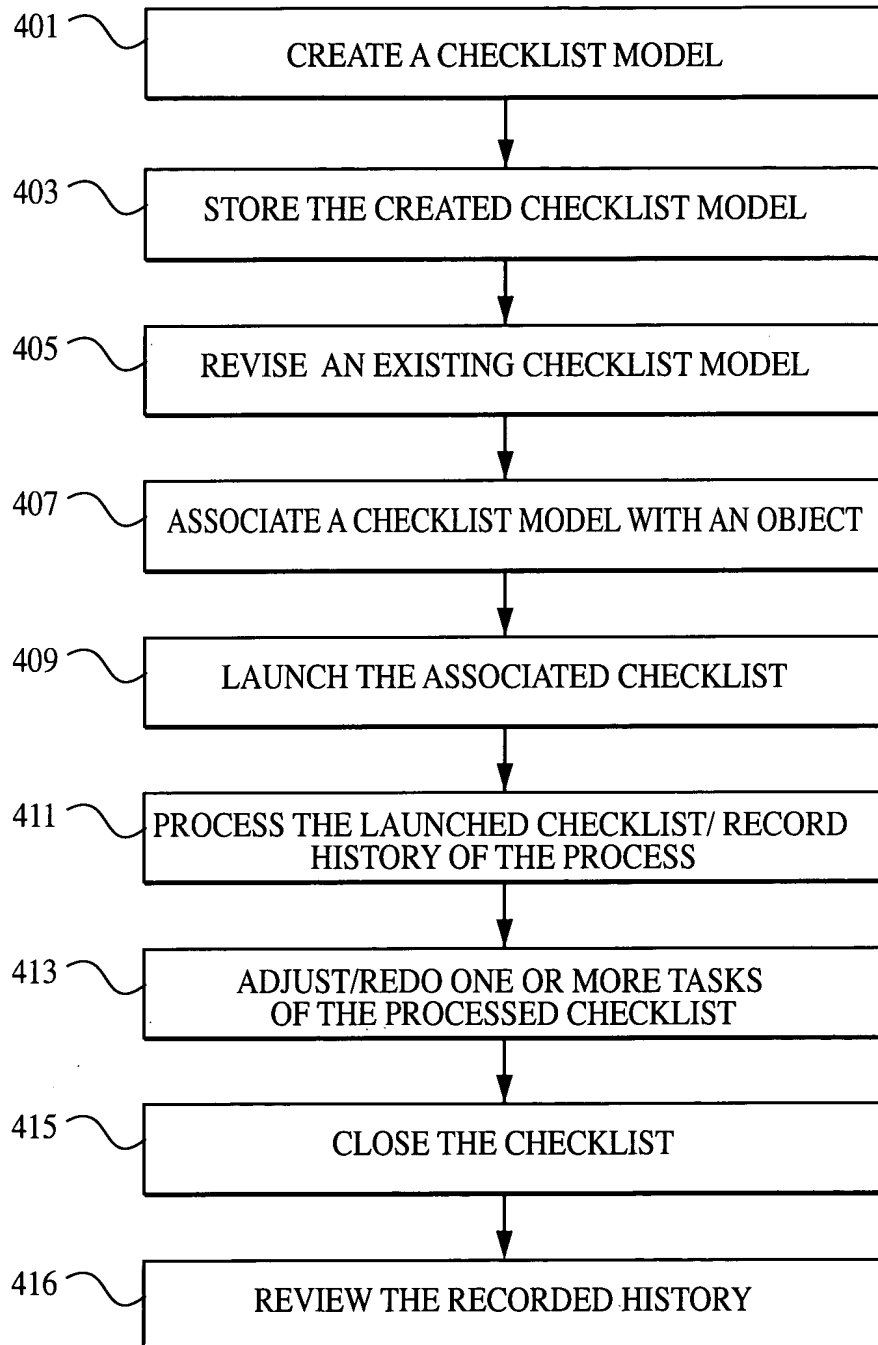 401
CREATE A CHECKLIST MODEL
403
STORE THE CREATED CHECKLIST MODEL
405
REVISE AN EXISTING CHECKLIST MODEL
407
ASSOCIATE A CHECKLIST MODEL WITH AN OBJECT
409
LAUNCH THE ASSOCIATED CHECKLIST
411
PROCESS THE LAUNCHED CHECKLIST/ RECORD
HISTORY OF THE PROCESS
413
ADJUST/REDO ONE OR MORE TASKS
OF THE PROCESSED CHECKLIST
415
CLOSE THE CHECKLIST
416
REVIEW THE RECORDED HISTORY